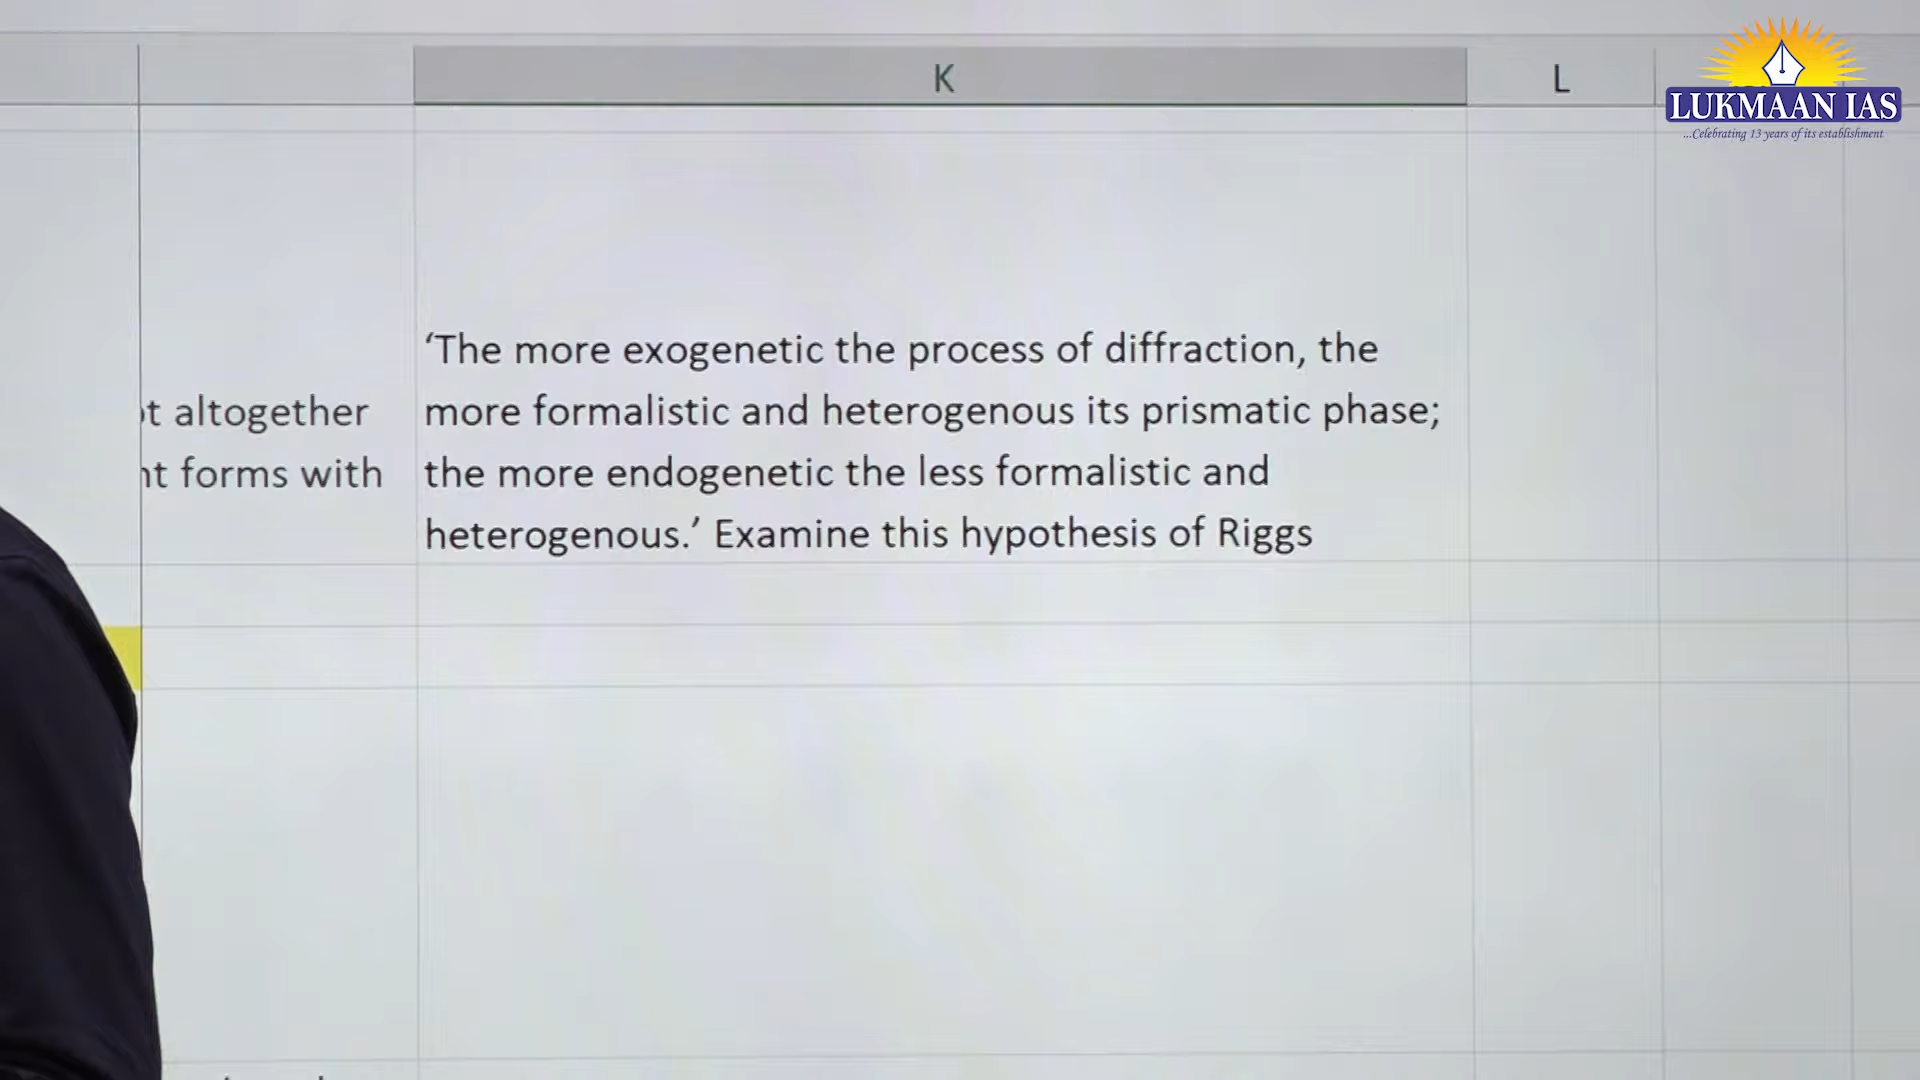 K
L
LUKMAAN IAS
...Celebrating 13 years of its establishment
altogether
forms with
‘The more exogenetic the process of diffraction, the
more formalistic and heterogenous its prismatic phase;
the more endogenetic the less formalistic and
heterogenous.’ Examine this hypothesis of Riggs